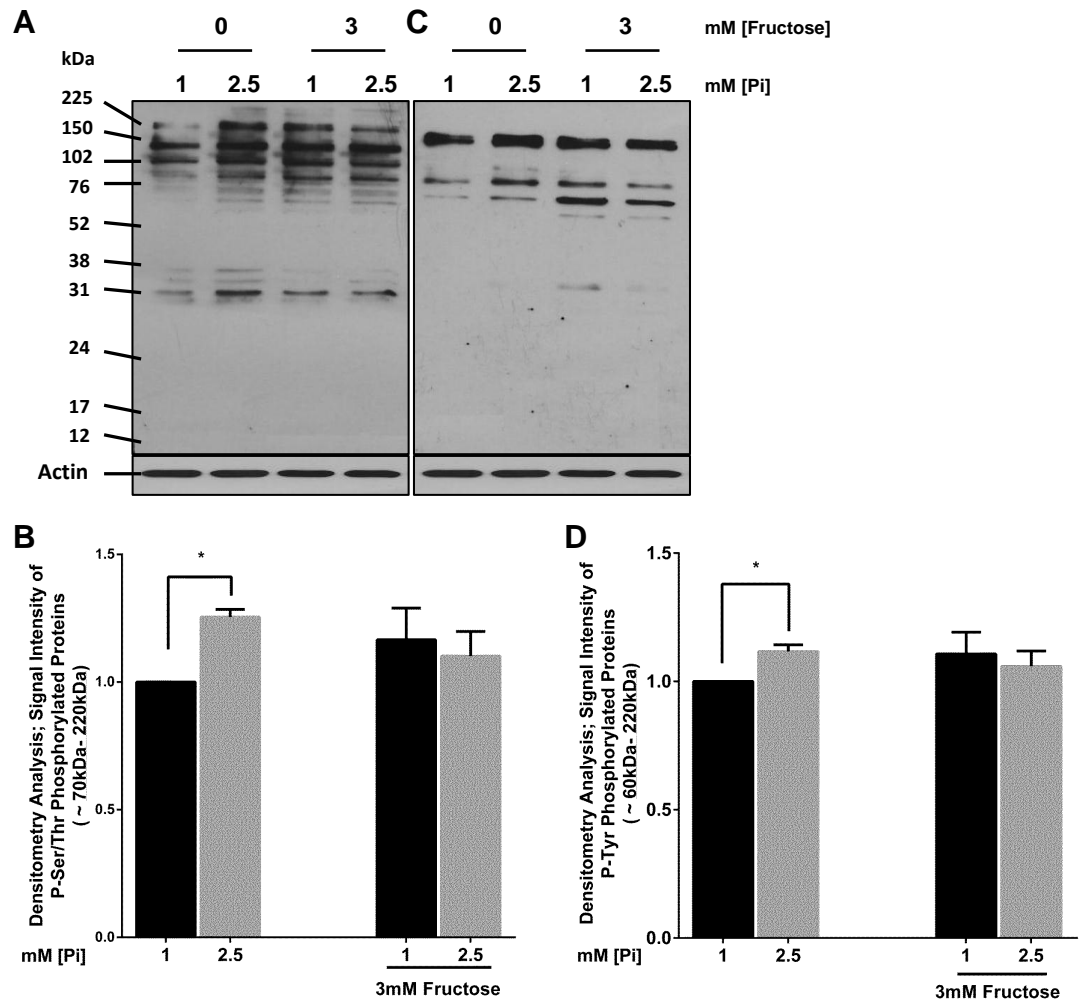 A 0 3 C 0 3 mM [Fructose]
kDa
1 2.5 1 2.5 1 2.5 1 2.5 mM [Pi]
225
150
102
76
52
38
31
24
17
12
Actin
B
Densitometry Analysis; Signal Intensity of
P-Ser/Thr Phosphorylated Proteins
( ~ 70kDa- 220kDa)
1.5
1.0
0.5
0.0
*
mM [Pi] 1 2.5 1 2.5
3mM Fructose
D
Densitometry Analysis; Signal Intensity of
P-Tyr Phosphorylated Proteins
( ~ 60kDa- 220kDa)
1.5
1.0
0.5
0.0
*
mM [Pi] 1 2.5 1 2.5
3mM Fructose